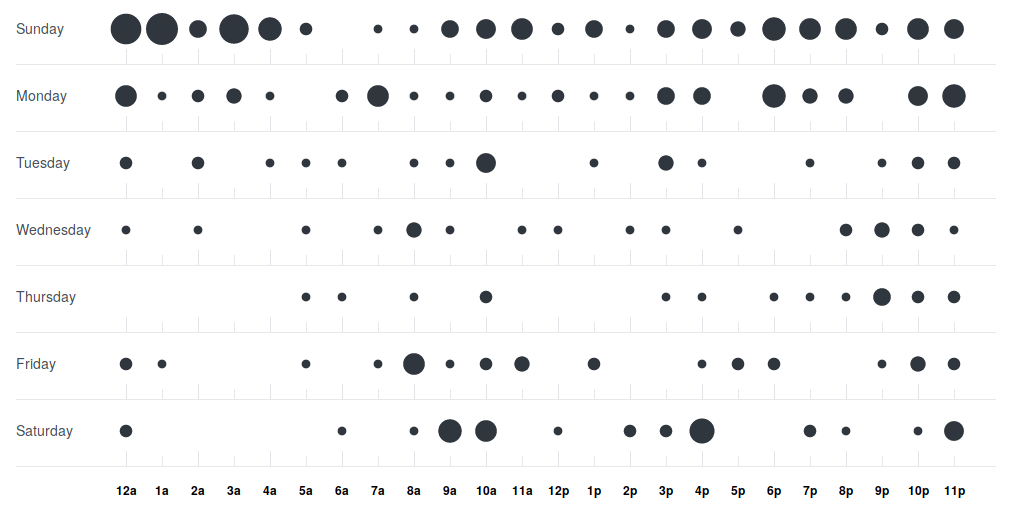 Sunday
Monday
Tuesday
Wednesday
Thursday
Friday
Saturday
12a 1a 2a 3a 4a 5a 6a 7a 8a 9a 10a 11a 12p 1p 2p 3p 4p 5p 6p 7p 8p 9p 10p 11p